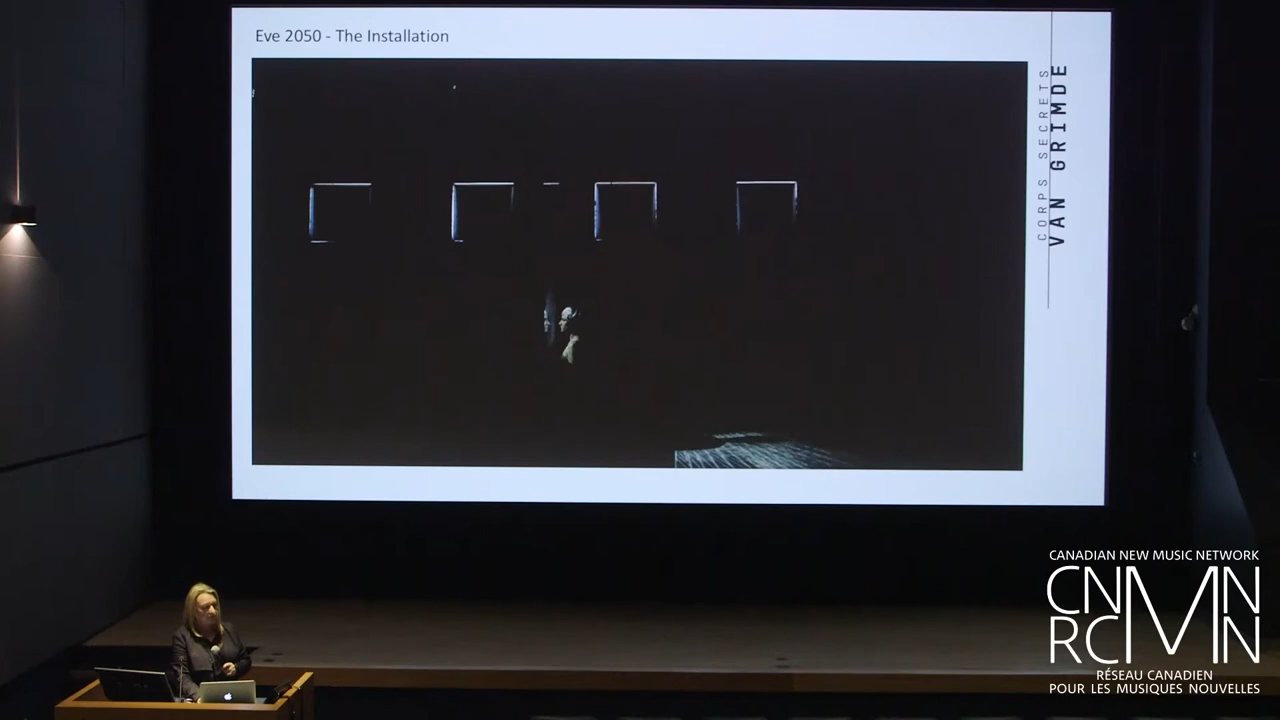 Eve 2050 - The Installation
CORPS SECRETS
VAN GRIMDE
CANADIAN NEW MUSIC NETWORK
CNMN
RCMN
RÉSEAU CANADIEN
POUR LES MUSIQUES NOUVELLES